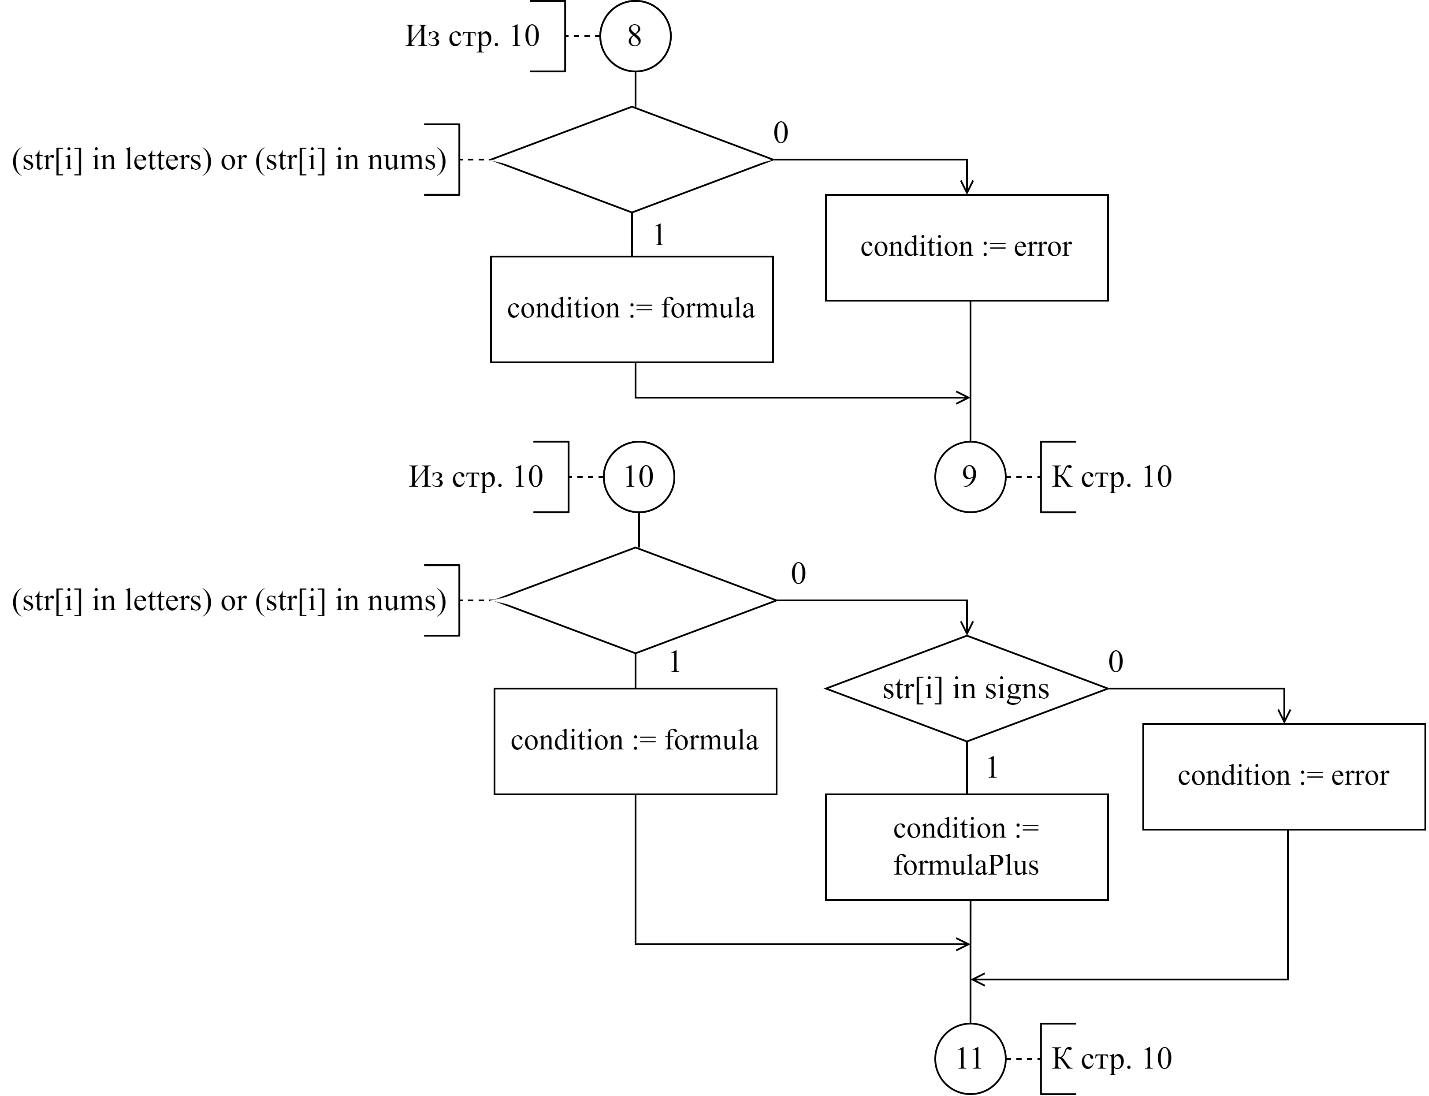 Из стр. 10
8
(str[i] in letters) or (str[i] in nums)
0
1
condition := error
condition := formula
Из стр. 10
10
9
К стр. 10
(str[i] in letters) or (str[i] in nums)
0
1
str[i] in signs
0
condition := formula
1
condition := error
condition :=
formulaPlus
11
К стр. 10